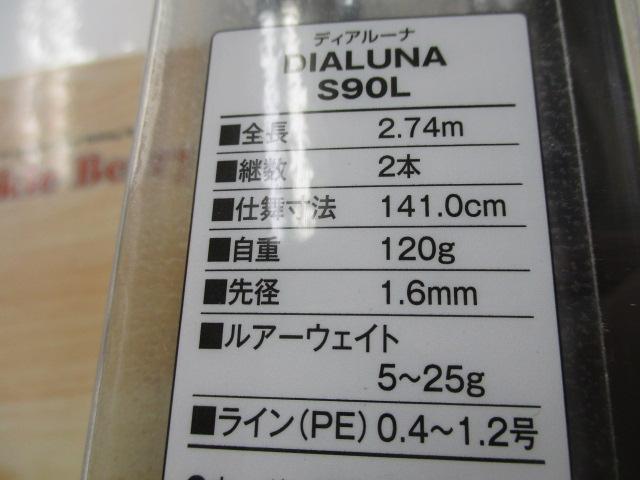 ディアルーナ
DIALUNA
S90L
■全長 2.74m
■継数 2本
■仕舞寸法 141.0cm
■自重 120g
■先径 1.6mm
■ルアーウェイト
5~25g
■ライン(PE) 0.4~1.2号